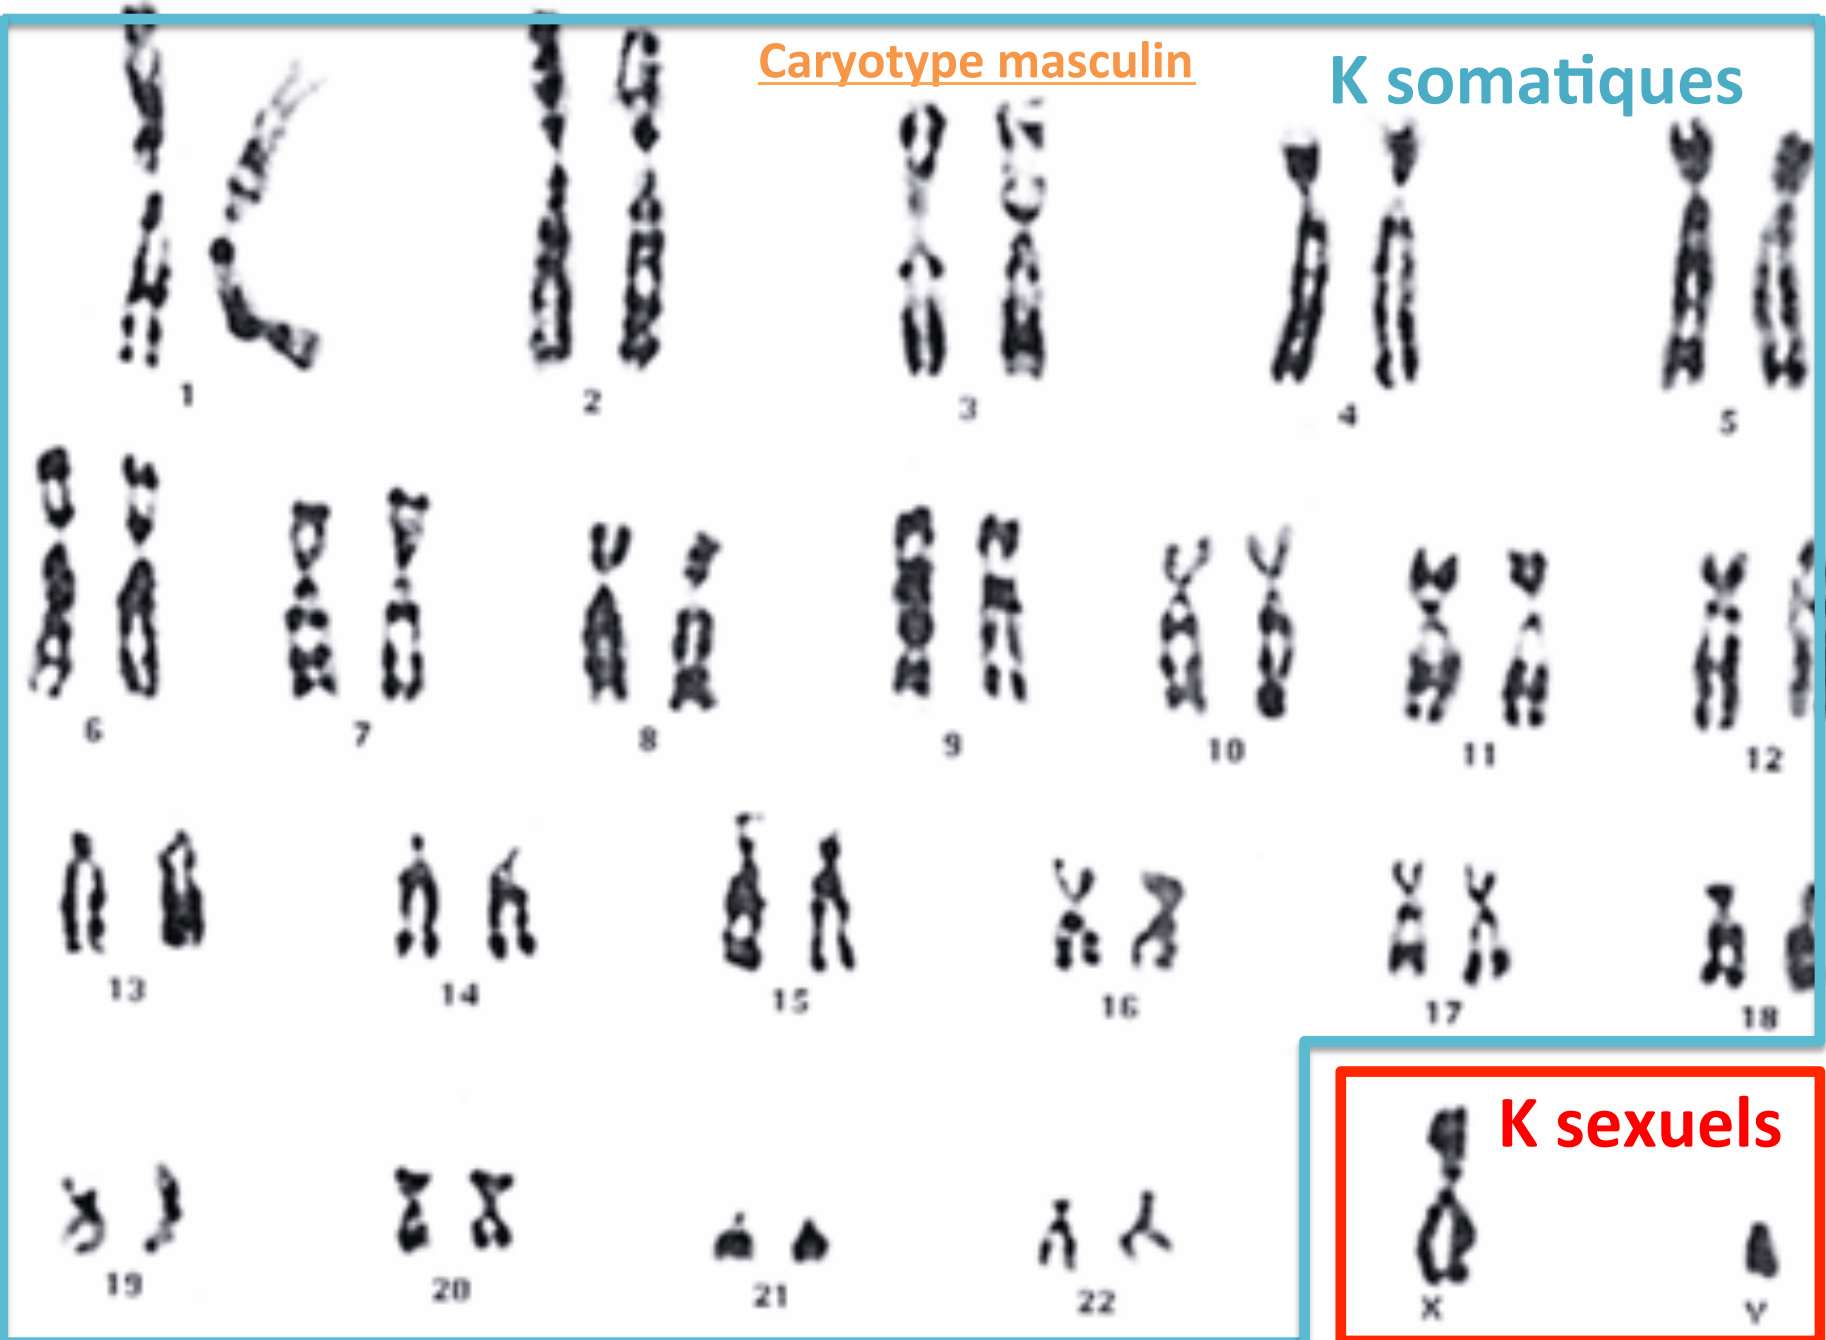 Caryotype masculin
K somatiques
1 2 3 4 5
6 7 8 9 10 11 12
13 14 15 16 17 18
K sexuels
19 20 21 22 X Y